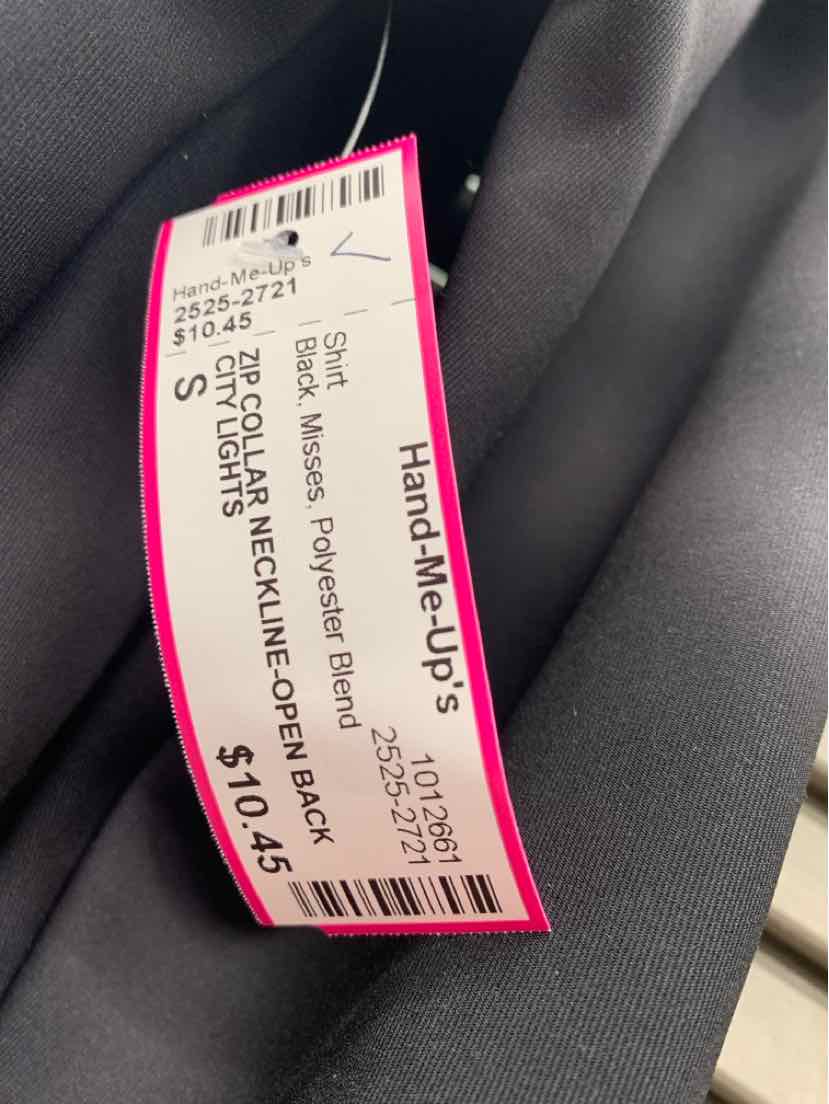 Hand-Me-Up's
2525-2721
$10.45
Hand-Me-Up's
1012661
2525-2721
Shirt
Black, Misses, Polyester Blend
ZIP COLLAR NECKLINE-OPEN BACK
CITY LIGHTS
S
$10.45